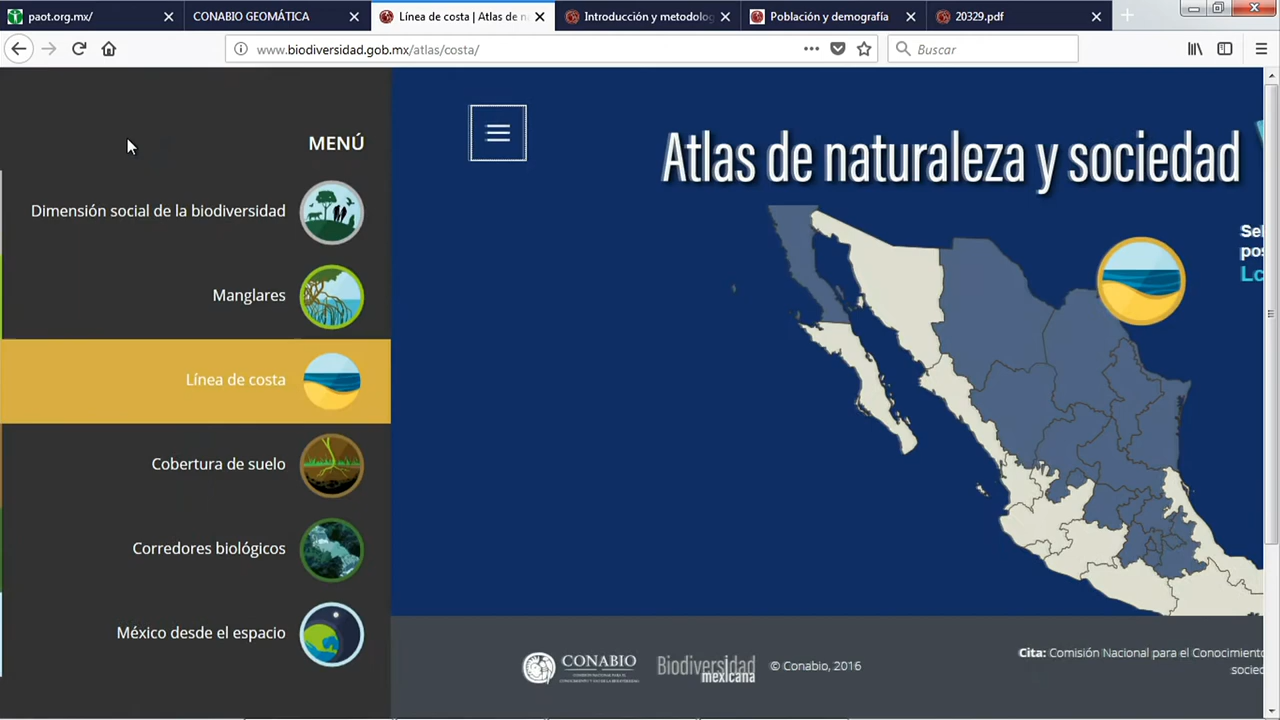 paot.org.mx/
CONABIO GEOMÁTICA
Línea de costa | Atlas de n
Introducción y metodolog
Población y demografía
20329.pdf
www.biodiversidad.gob.mx/atlas/costa/
Buscar
MENÚ
Dimensión social de la biodiversidad
Manglares
Línea de costa
Cobertura de suelo
Corredores biológicos
México desde el espacio
Atlas de naturaleza y sociedad
CONABIO
Biodiversidad
mexicana
© Conabio, 2016
Cita: Comisión Nacional para el Conocimiento